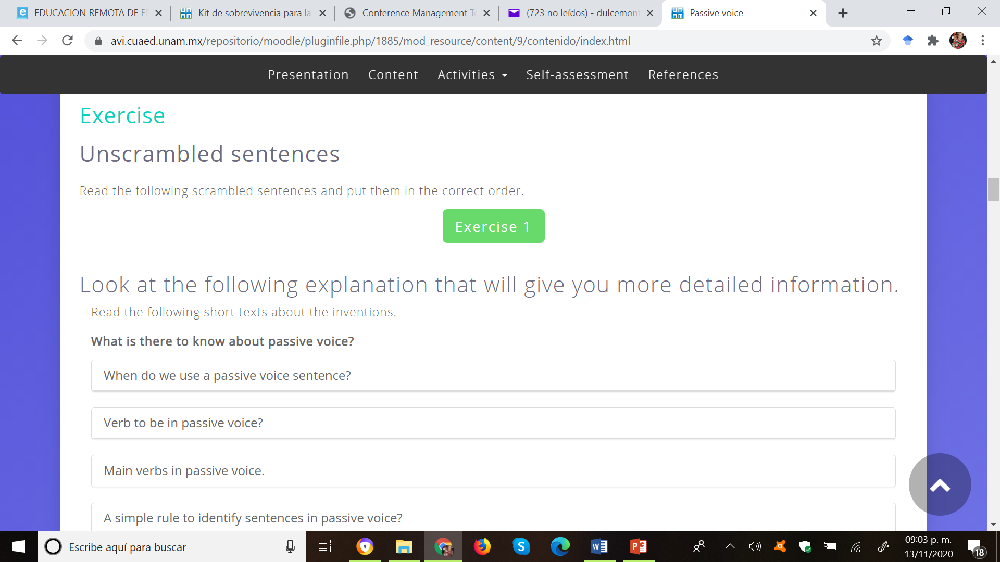 EDUCACION REMOTA DE E
Kit de sobrevivencia para la
Conference Management To
(723 no leídos) - dulcemon
Passive voice
avi.cuaed.unam.mx/repositorio/moodle/pluginfile.php/1885/mod_resource/content/9/contenido/index.html
Presentation Content Activities Self-assessment References
Exercise
Unscrambled sentences
Read the following scrambled sentences and put them in the correct order.
Exercise 1
Look at the following explanation that will give you more detailed information.
Read the following short texts about the inventions.
What is there to know about passive voice?
When do we use a passive voice sentence?
Verb to be in passive voice?
Main verbs in passive voice.
A simple rule to identify sentences in passive voice?
Escribe aquí para buscar
09:03 p. m.
13/11/2020
18